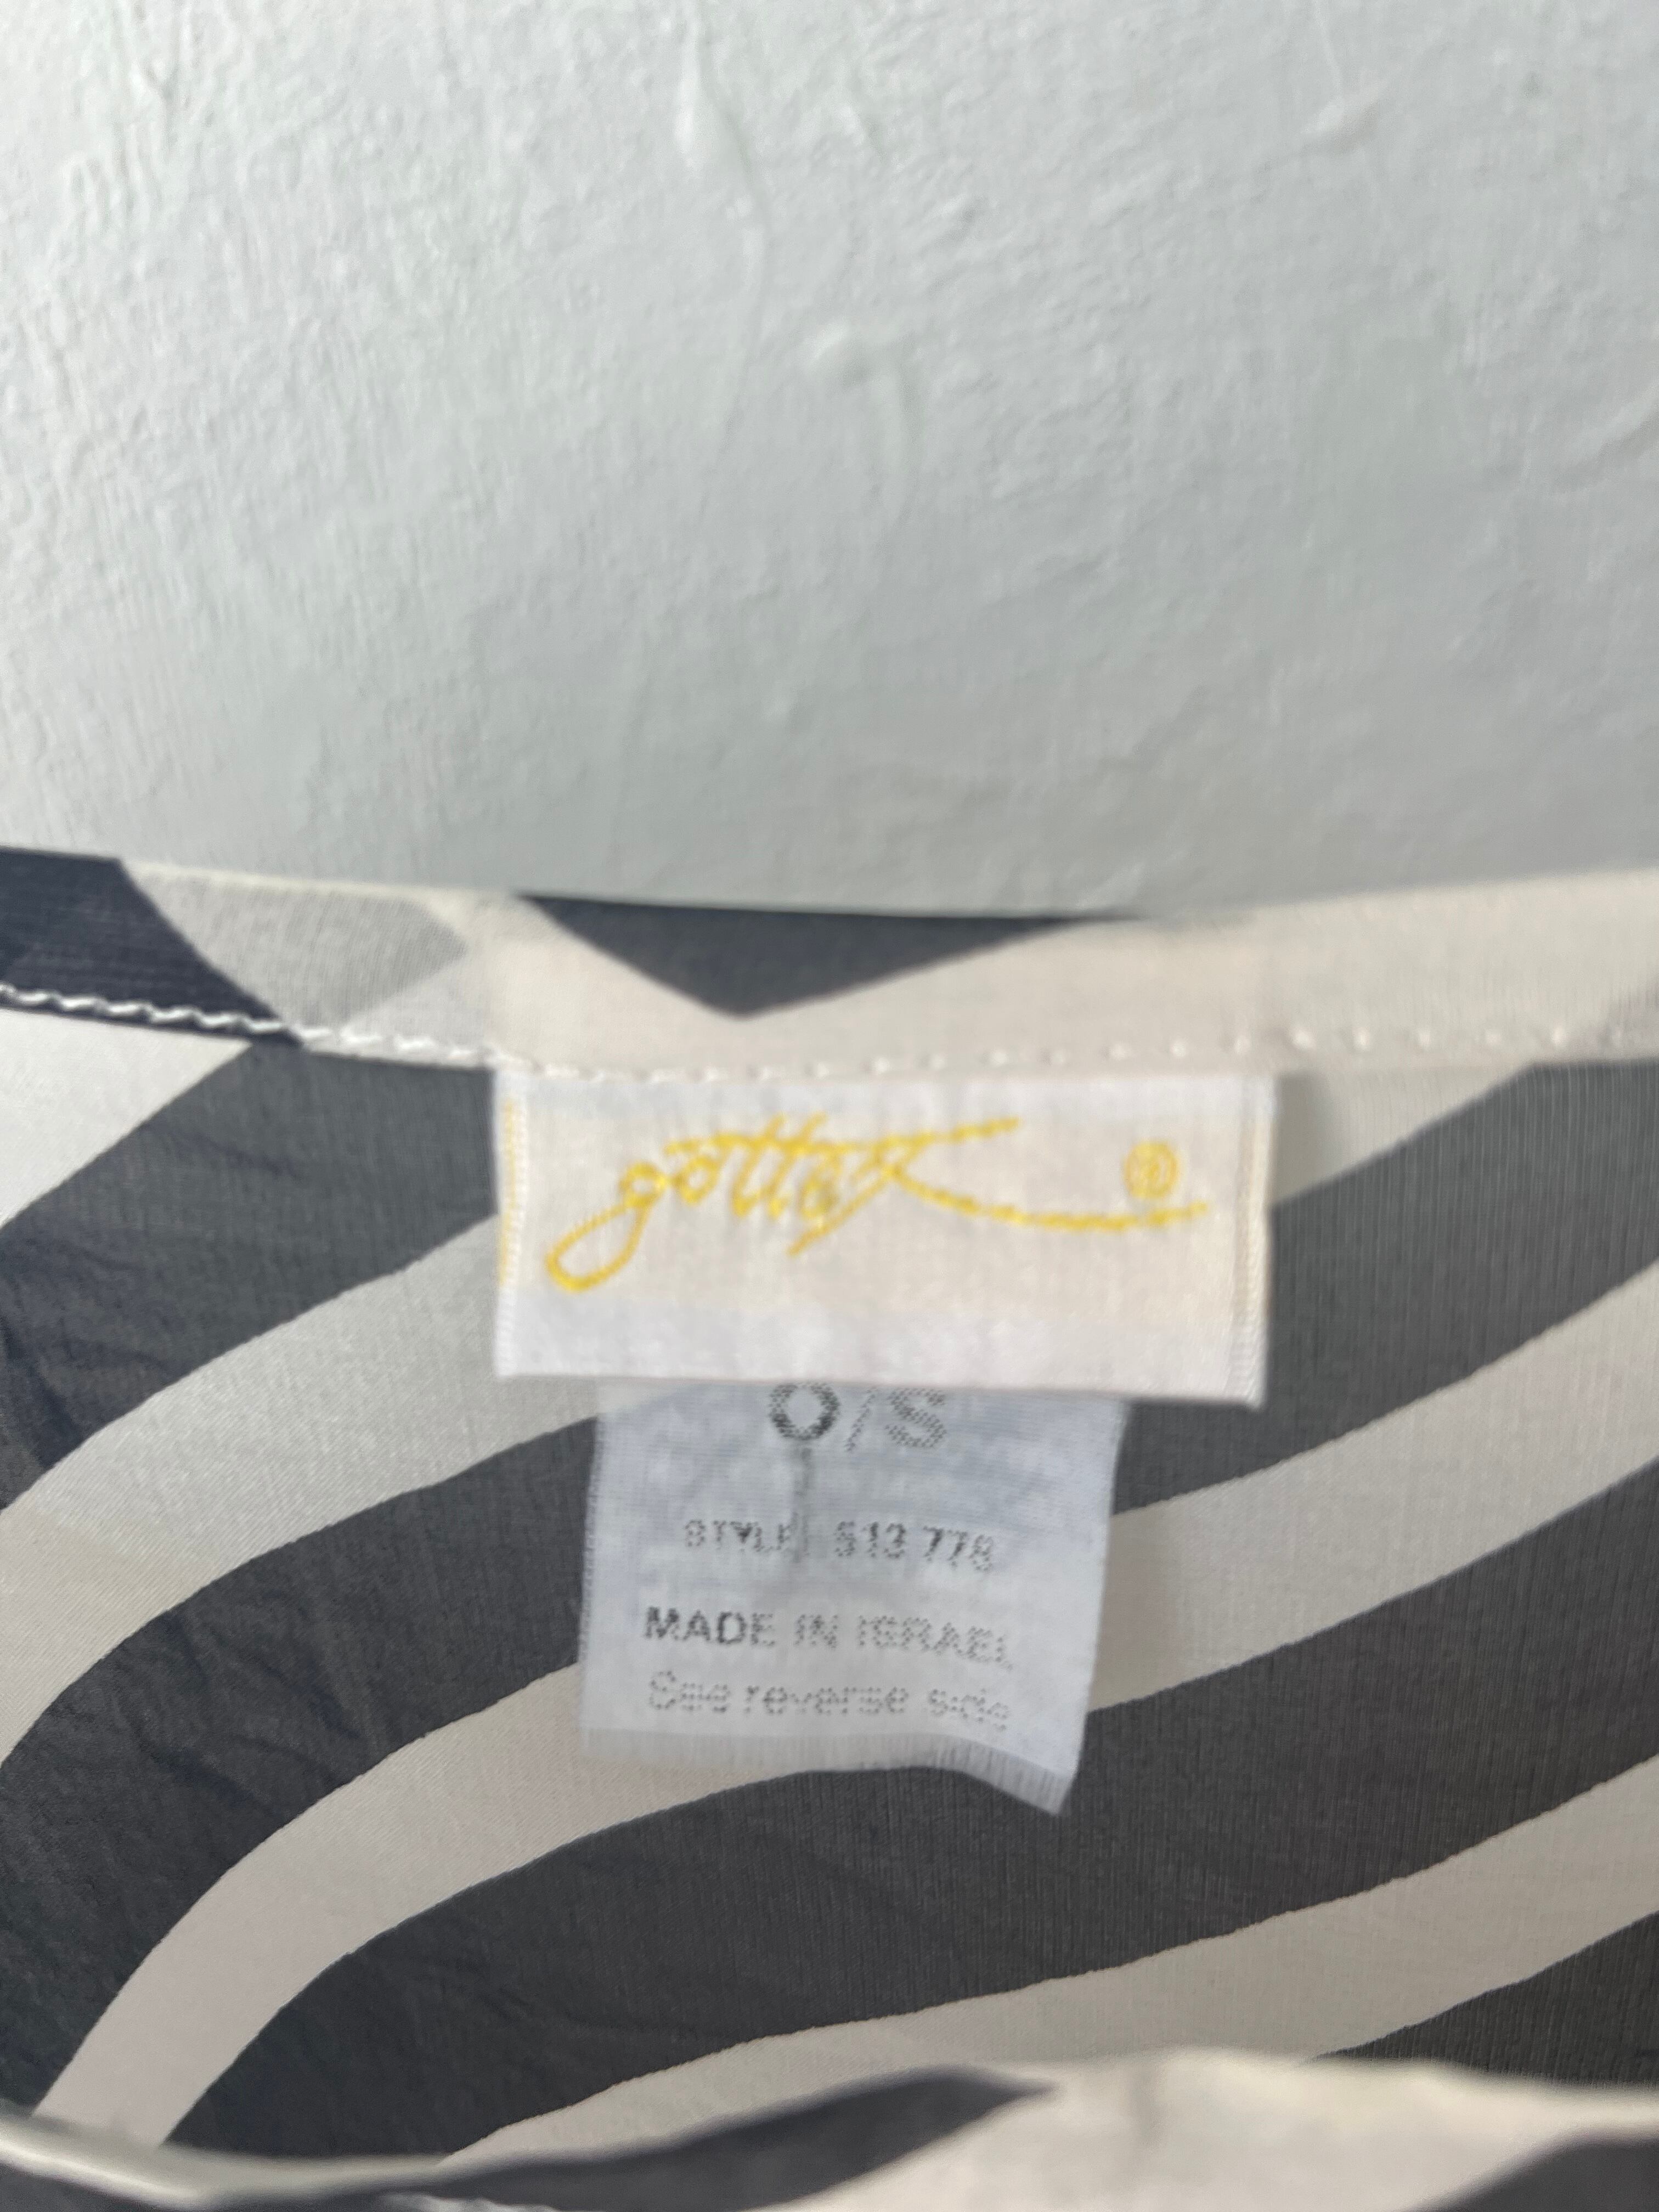 gottex ®
O/S
STYLE 513 778
MADE IN ISRAEL
See reverse side